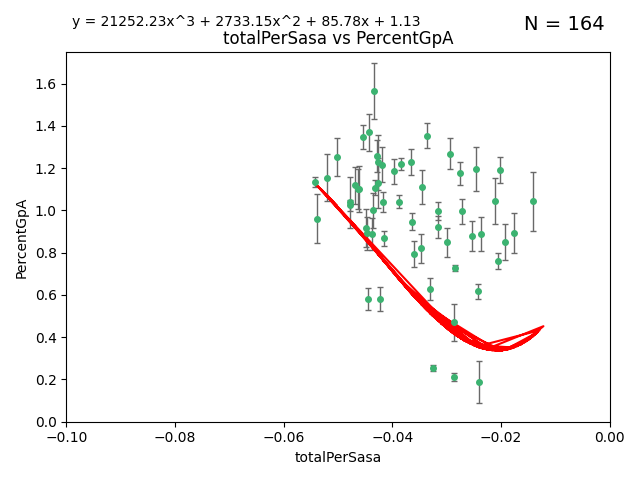 y = 21252.23x^3 + 2733.15x^2 + 85.78x + 1.13
N = 164
totalPerSasa vs PercentGpA
1.6
1.4
1.2
1.0
0.8
0.6
0.4
0.2
0.0
PercentGpA
−0.10 −0.08 −0.06 −0.04 −0.02 0.00
totalPerSasa